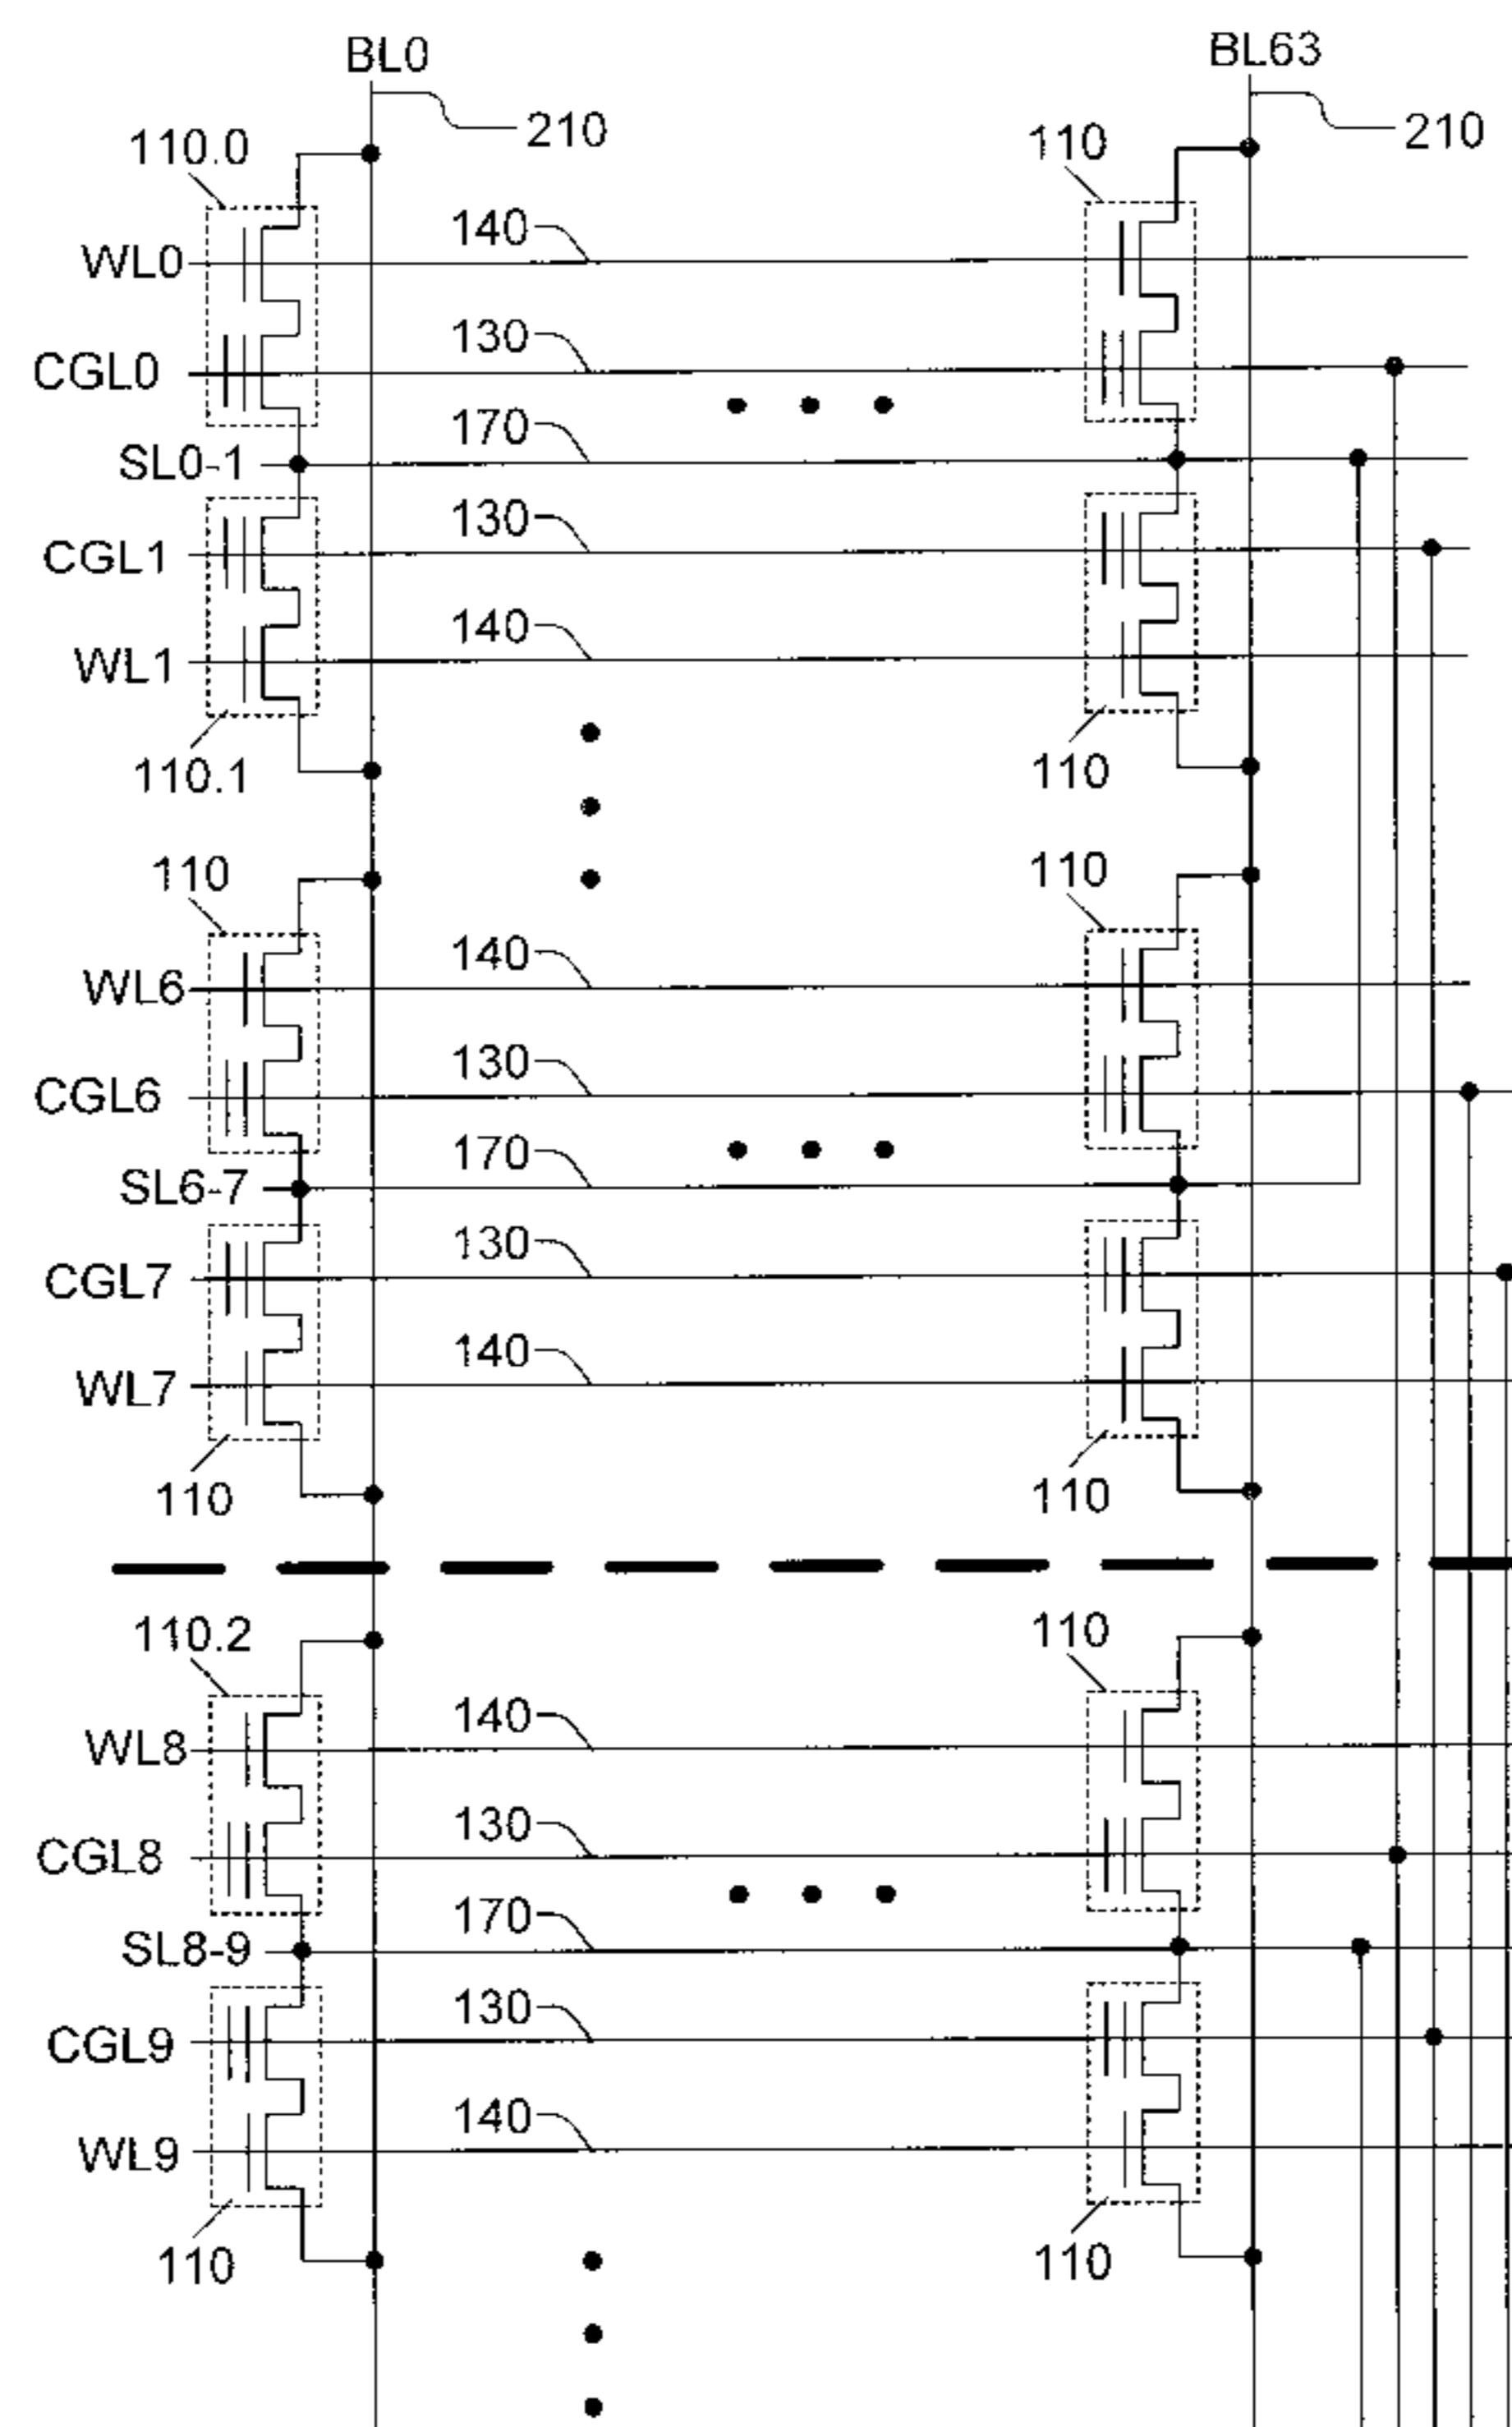 BL0 BL63
210 210
110.0 110
WL0 140
CGL0 130
SL0-1 170
CGL1 130
WL1 140
110.1 110
110 110
WL6 140
CGL6 130
SL6-7 170
CGL7 130
WL7 140
110 110
110.2 110
WL8 140
CGL8 130
SL8-9 170
CGL9 130
WL9 140
110 110